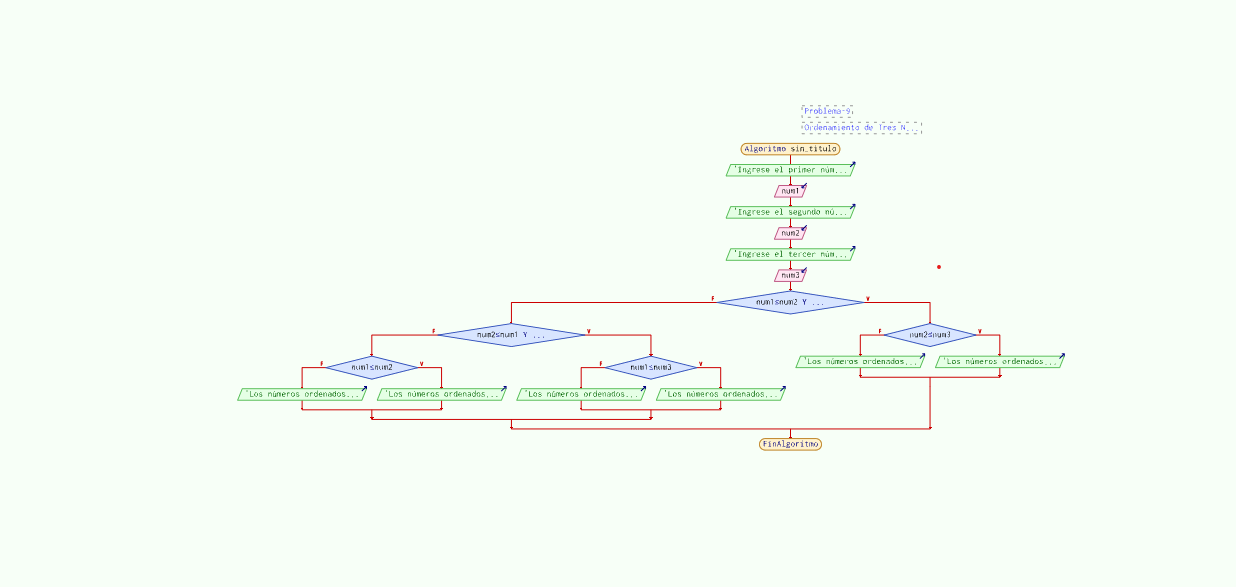 Problema-9
Ordenamiento de Tres N...
Algoritmo sin_titulo
'Ingrese el primer núm...
num1
'Ingrese el segundo nú...
num2
'Ingrese el tercer núm...
num3
F
num1≤num2 Y ...
V
F
num2≤num1 Y ...
V
F
num2≤num3
V
F
num1≤num2
V
F
num1≤num3
V
'Los números ordenados...
'Los números ordenados...
'Los números ordenados...
'Los números ordenados...
'Los números ordenados...
'Los números ordenados...
FinAlgoritmo